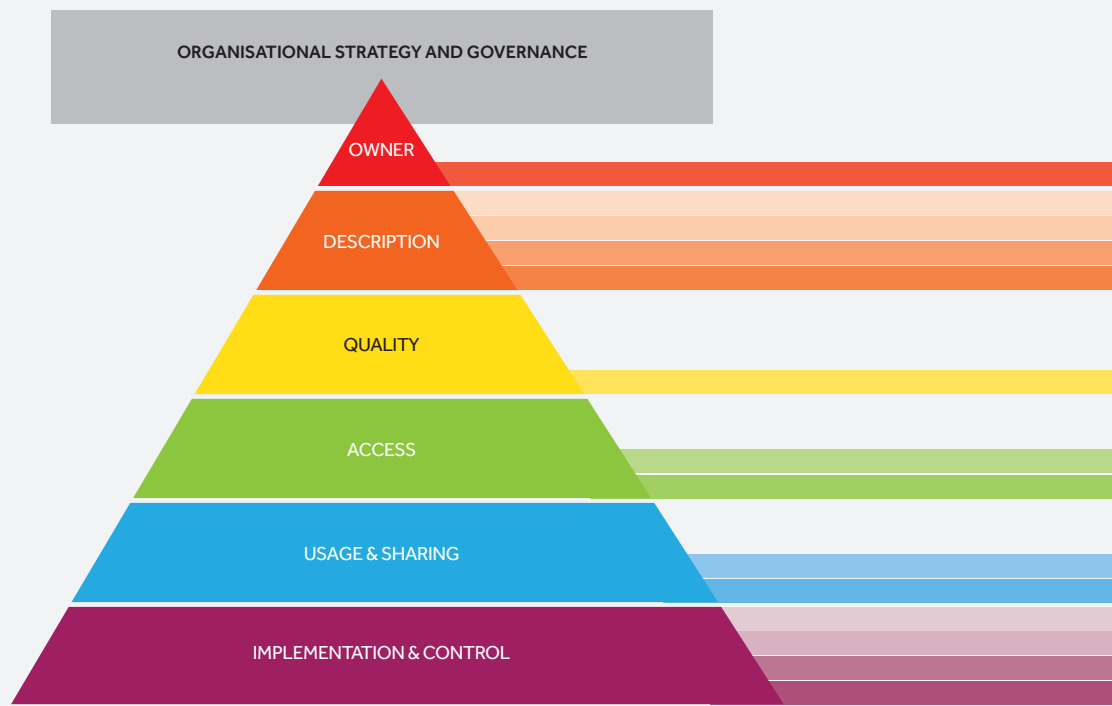 ORGANISATIONAL STRATEGY AND GOVERNANCE
OWNER
DESCRIPTION
QUALITY
ACCESS
USAGE & SHARING
IMPLEMENTATION & CONTROL